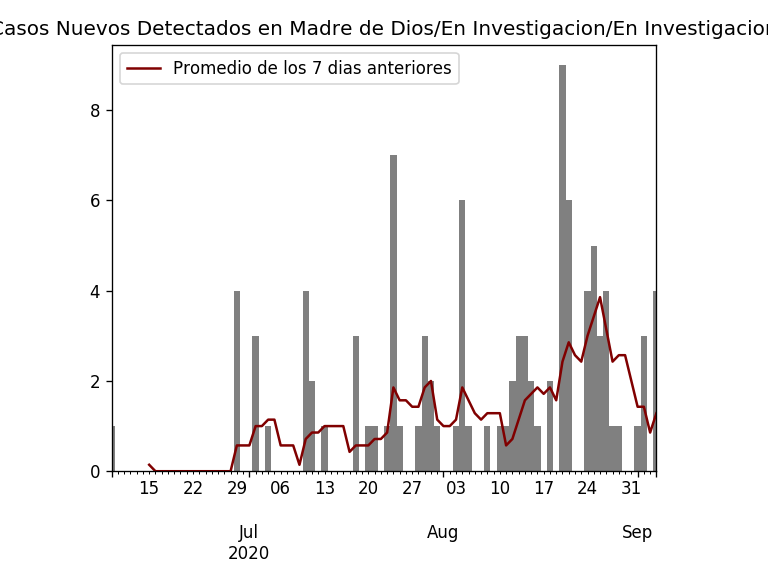 Casos Nuevos Detectados en Madre de Dios/En Investigacion/En Investigacion
Promedio de los 7 dias anteriores
8
6
4
2
0
15 22 29 06 13 20 27 03 10 17 24 31
Jul Aug Sep
2020